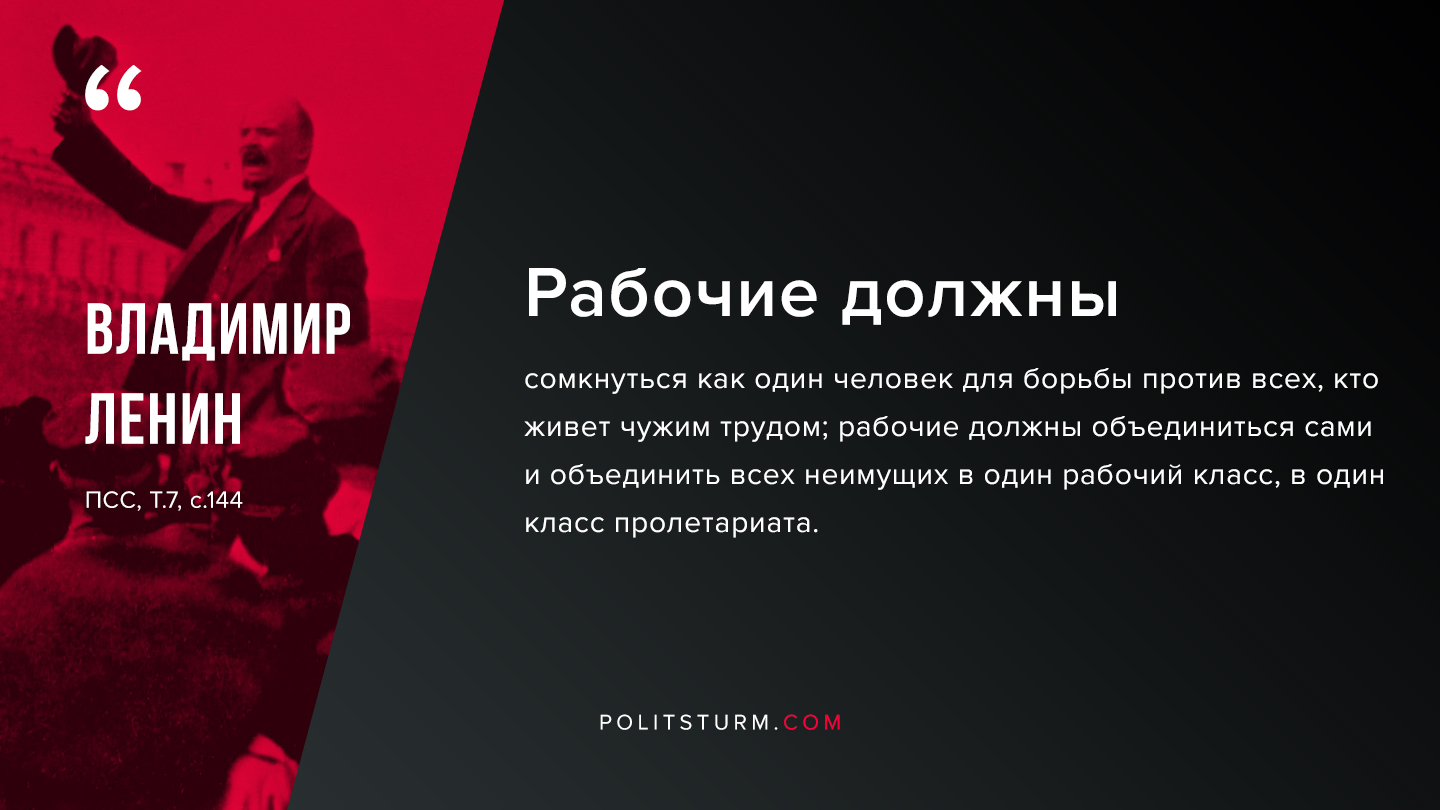 “
ВЛАДИМИР
ЛЕНИН
ПСС, Т.7, с.144
Рабочие должны
сомкнуться как один человек для борьбы против всех, кто
живет чужим трудом; рабочие должны объединиться сами
и объединить всех неимущих в один рабочий класс, в один
класс пролетариата.
POLITSTURM.COM